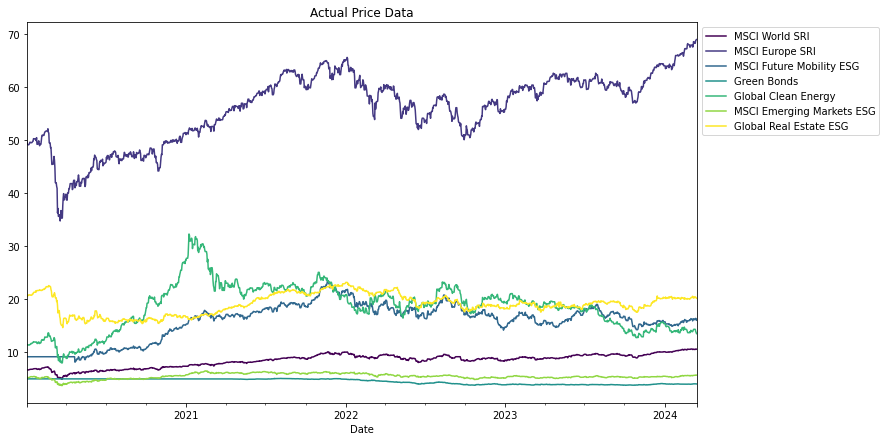 Actual Price Data
70
60
50
40
30
20
10
2021
2022
2023
2024
Date
MSCI World SRI
MSCI Europe SRI
MSCI Future Mobility ESG
Green Bonds
Global Clean Energy
MSCI Emerging Markets ESG
Global Real Estate ESG